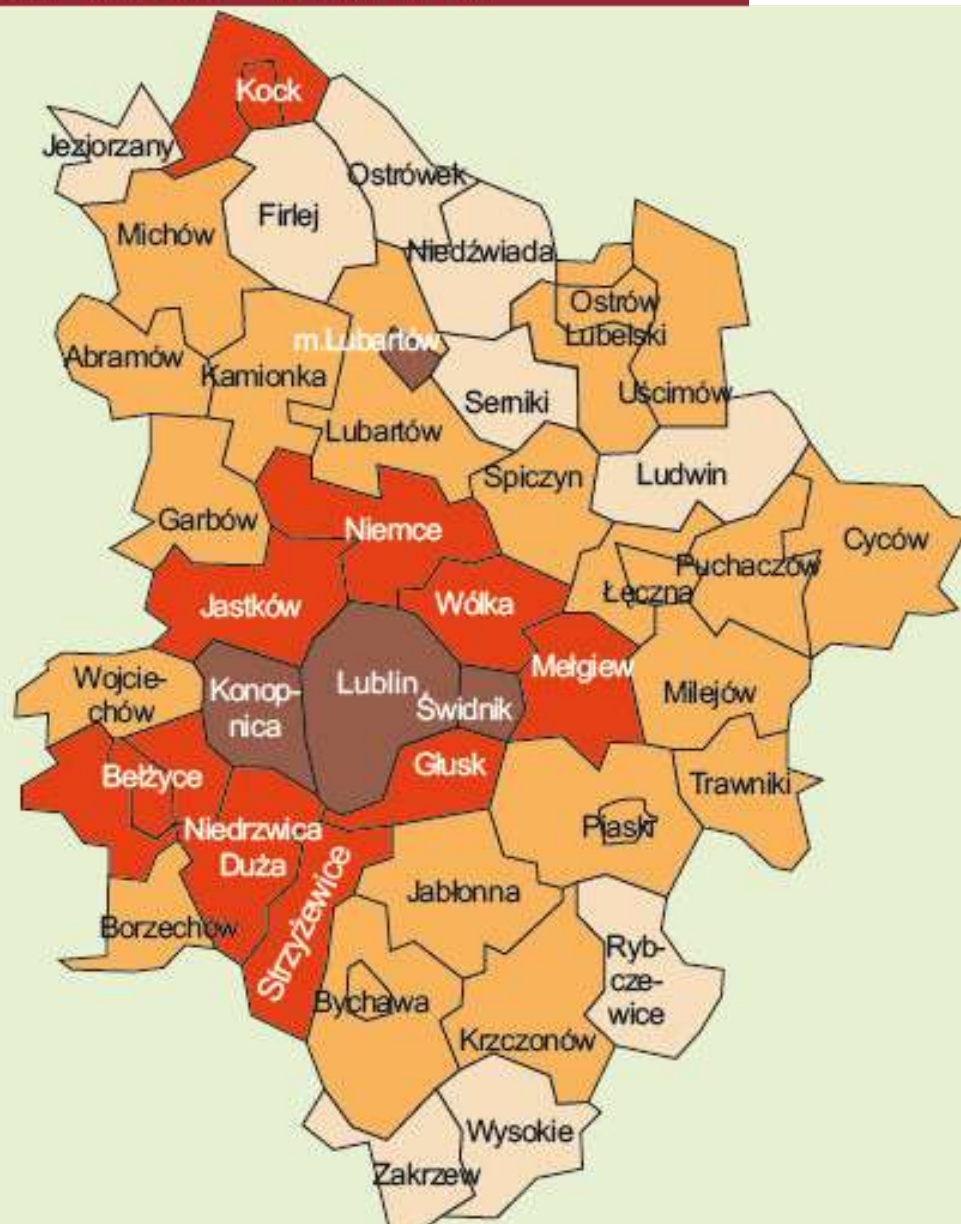 Kock
Jeziorzany
Ostrówek
Firlej
Michów
Niedźwiada
Ostrów
Lubelski
m.Lubartów
Abramów
Kamionka
Uścimów
Serniki
Lubartów
Spiczyn
Ludwin
Garbów
Niemce
Cyców
Puchaczów
Łęczna
Jastków
Wólka
Mełgiew
Wojcie-
chów
Konop-
nica
Lublin
Świdnik
Milejów
Bełżyce
Głusk
Trawniki
Niedrzwica
Duża
Piaski
Strzyżewice
Jabłonna
Borzechów
Ryb-
cze-
wice
Bychawa
Krzczonów
Wysokie
Zakrzew